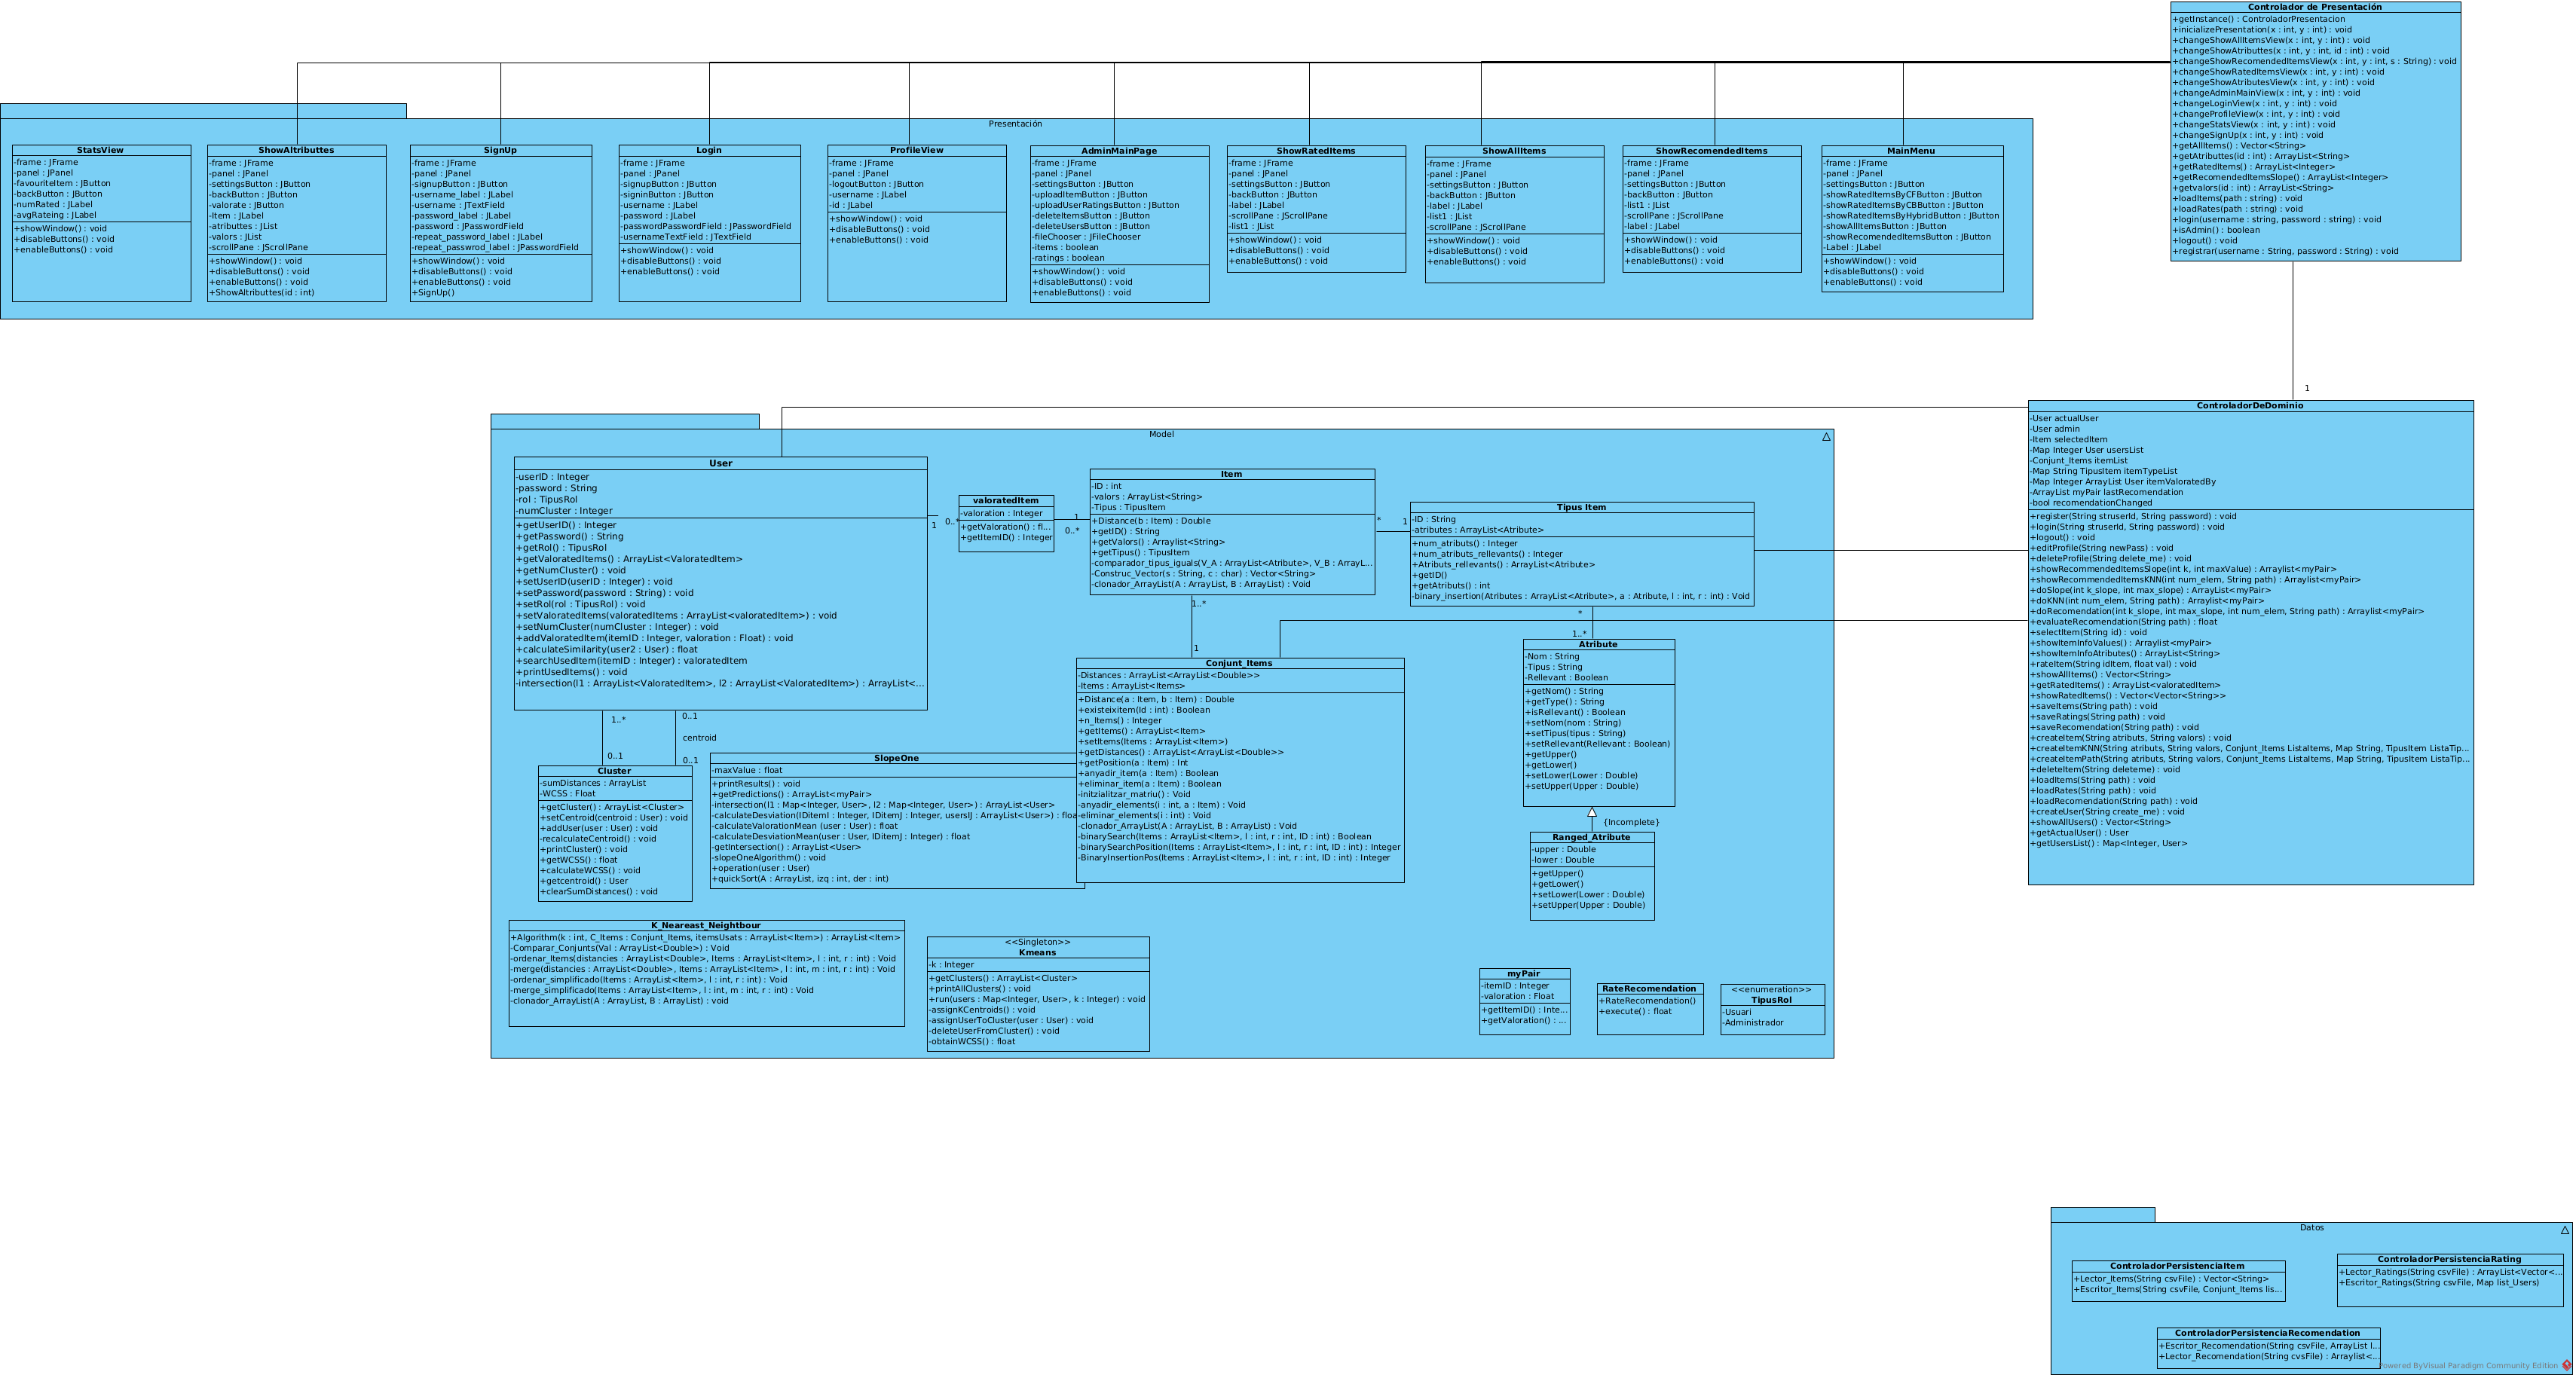 Controlador de Presentación
+getInstance() : ControladorPresentacion
+inicializePresentation(x : int, y : int) : void
+changeShowAllItemsView(x : int, y : int) : void
+changeShowAtributtes(x : int, y : int, id : int) : void
+changeShowRecomendedItemsView(x : int, y : int, s : String) : void
+changeShowRatedItemsView(x : int, y : int) : void
+changeShowAtributesView(x : int, y : int) : void
+changeAdminMainView(x : int, y : int) : void
+changeLoginView(x : int, y : int) : void
+changeProfileView(x : int, y : int) : void
+changeStatsView(x : int, y : int) : void
+changeSignUp(x : int, y : int) : void
+getAllItems() : Vector<String>
+getAtributtes(id : int) : ArrayList<String>
+getRatedItems() : ArrayList<Integer>
+getRecomendedItemsSlope() : ArrayList<Integer>
+getvalors(id : int) : ArrayList<String>
+loadItems(path : string) : void
+loadRates(path : string) : void
+login(username : string, password : string) : void
+isAdmin() : boolean
+logout() : void
+registrar(username : String, password : String) : void
Presentación
StatsView
-frame : JFrame
-panel : JPanel
-favouriteItem : JButton
-backButton : JButton
-numRated : JLabel
-avgRateing : JLabel
+showWindow() : void
+disableButtons() : void
+enableButtons() : void
ShowAltributtes
-frame : JFrame
-panel : JPanel
-settingsButton : JButton
-backButton : JButton
-valorate : JButton
-Item : JLabel
-atributtes : JList
-valors : JList
-scrollPane : JScrollPane
+showWindow() : void
+disableButtons() : void
+enableButtons() : void
+ShowAltributtes(id : int)
SignUp
-frame : JFrame
-panel : JPanel
-signupButton : JButton
-username_label : JLabel
-username : JTextField
-password_label : JLabel
-password : JPasswordField
-repeat_password_label : JLabel
-repeat_passwrod_label : JPasswordField
+showWindow() : void
+disableButtons() : void
+enableButtons() : void
+SignUp()
Login
-frame : JFrame
-panel : JPanel
-signupButton : JButton
-signinButton : JButton
-username : JLabel
-password : JLabel
-passwordPasswordField : JPasswordField
-usernameTextField : JTextField
+showWindow() : void
+disableButtons() : void
+enableButtons() : void
ProfileView
-frame : JFrame
-panel : JPanel
-logoutButton : JButton
-username : JLabel
-id : JLabel
+showWindow() : void
+disableButtons() : void
+enableButtons() : void
AdminMainPage
-frame : JFrame
-panel : JPanel
-settingsButton : JButton
-uploadItemButton : JButton
-uploadUserRatingsButton : JButton
-deleteItemsButton : JButton
-deleteUsersButton : JButton
-fileChooser : JFileChooser
-items : boolean
-ratings : boolean
+showWindow() : void
+disableButtons() : void
+enableButtons() : void
ShowRatedItems
-frame : JFrame
-panel : JPanel
-settingsButton : JButton
-backButton : JButton
-label : JLabel
-scrollPane : JScrollPane
-list1 : JList
+showWindow() : void
+disableButtons() : void
+enableButtons() : void
ShowAllItems
-frame : JFrame
-panel : JPanel
-settingsButton : JButton
-backButton : JButton
-label : JLabel
-list1 : JList
-scrollPane : JScrollPane
+showWindow() : void
+disableButtons() : void
+enableButtons() : void
ShowRecomendedItems
-frame : JFrame
-panel : JPanel
-settingsButton : JButton
-backButton : JButton
-list1 : JList
-scrollPane : JScrollPane
-label : JLabel
+showWindow() : void
+disableButtons() : void
+enableButtons() : void
MainMenu
-frame : JFrame
-panel : JPanel
-settingsButton : JButton
-showRatedItemsByCFButton : JButton
-showRatedItemsByCBButton : JButton
-showRatedItemsByHybridButton : JButton
-showAllItemsButton : JButton
-showRecomendedItemsButton : JButton
-Label : JLabel
+showWindow() : void
+disableButtons() : void
+enableButtons() : void
1
ControladorDeDominio
-User actualUser
-User admin
-Item selectedItem
-Map Integer User usersList
-Conjunt_Items itemList
-Map String TipusItem itemTypeList
-Map Integer ArrayList User itemValoratedBy
-ArrayList myPair lastRecomendation
-bool recomendationChanged
+register(String struserId, String password) : void
+login(String struserId, String password) : void
+logout() : void
+editProfile(String newPass) : void
+deleteProfile(String delete_me) : void
+showRecommendedItemsSlope(int k, int maxValue) : Arraylist<myPair>
+showRecommendedItemsKNN(int num_elem, String path) : Arraylist<myPair>
+doSlope(int k_slope, int max_slope) : ArrayList<myPair>
+doKNN(int num_elem, String path) : Arraylist<myPair>
+doRecomendation(int k_slope, int max_slope, int num_elem, String path) : Arraylist<myPair>
+evaluateRecomendation(String path) : float
+selectItem(String id) : void
+showItemInfoValues() : Arraylist<myPair>
+showItemInfoAtributes() : ArrayList<String>
+rateItem(String idItem, float val) : void
+showAllItems() : Vector<String>
+getRatedItems() : ArrayList<valoratedItem>
+showRatedItems() : Vector<Vector<String>>
+saveItems(String path) : void
+saveRatings(String path) : void
+saveRecomendation(String path) : void
+createItem(String atributs, String valors) : void
+createItemKNN(String atributs, String valors, Conjunt_Items ListaItems, Map String, TipusItem ListaTip...
+createItemPath(String atributs, String valors, Conjunt_Items ListaItems, Map String, TipusItem ListaTip...
+deleteItem(String deleteme) : void
+loadItems(String path) : void
+loadRates(String path) : void
+loadRecomendation(String path) : void
+createUser(String create_me) : void
+showAllUsers() : Vector<String>
+getActualUser() : User
+getUsersList() : Map<Integer, User>
Model
User
-userID : Integer
-password : String
-rol : TipusRol
-numCluster : Integer
+getUserID() : Integer
+getPassword() : String
+getRol() : TipusRol
+getValoratedItems() : ArrayList<ValoratedItem>
+getNumCluster() : void
+setUserID(userID : Integer) : void
+setPassword(password : String) : void
+setRol(rol : TipusRol) : void
+setValoratedItems(valoratedItems : ArrayList<valoratedItem>) : void
+setNumCluster(numCluster : Integer) : void
+addValoratedItem(itemID : Integer, valoration : Float) : void
+calculateSimilarity(user2 : User) : float
+searchUsedItem(itemID : Integer) : valoratedItem
+printUsedItems() : void
-intersection(l1 : ArrayList<ValoratedItem>, l2 : ArrayList<ValoratedItem>) : ArrayList<...
1
0..*
valoratedItem
-valoration : Integer
+getValoration() : fl...
+getItemID() : Integer
1
0..*
Item
-ID : int
-valors : ArrayList<String>
-Tipus : TipusItem
+Distance(b : Item) : Double
+getID() : String
+getValors() : Arraylist<String>
+getTipus() : TipusItem
-comparador_tipus_iguals(V_A : ArrayList<Atribute>, V_B : ArrayL...
-Construc_Vector(s : String, c : char) : Vector<String>
-clonador_ArrayList(A : ArrayList, B : ArrayList) : Void
*
1
Tipus Item
-ID : String
-atributes : ArrayList<Atribute>
+num_atributs() : Integer
+num_atributs_rellevants() : Integer
+Atributs_rellevants() : ArrayList<Atribute>
+getID()
+getAtributs() : int
-binary_insertion(Atributes : ArrayList<Atribute>, a : Atribute, l : int, r : int) : Void
1..*
1
*
1..*
Atribute
-Nom : String
-Tipus : String
-Rellevant : Boolean
+getNom() : String
+getType() : String
+isRellevant() : Boolean
+setNom(nom : String)
+setTipus(tipus : String)
+setRellevant(Rellevant : Boolean)
+getUpper()
+getLower()
+setLower(Lower : Double)
+setUpper(Upper : Double)
{Incomplete}
Ranged_Atribute
-upper : Double
-lower : Double
+getUpper()
+getLower()
+setLower(Lower : Double)
+setUpper(Upper : Double)
Conjunt_Items
-Distances : ArrayList<ArrayList<Double>>
-Items : ArrayList<Items>
+Distance(a : Item, b : Item) : Double
+existeixitem(Id : int) : Boolean
+n_Items() : Integer
+getItems() : ArrayList<Item>
+setItems(Items : ArrayList<Item>)
+getDistances() : ArrayList<ArrayList<Double>>
+getPosition(a : Item) : Int
+anyadir_item(a : Item) : Boolean
+eliminar_item(a : Item) : Boolean
-initzialitzar_matriu() : Void
-anyadir_elements(i : int, a : Item) : Void
-eliminar_elements(i : int) : Void
-clonador_ArrayList(A : ArrayList, B : ArrayList) : Void
-binarySearch(Items : ArrayList<Item>, l : int, r : int, ID : int) : Boolean
-binarySearchPosition(Items : ArrayList<Item>, l : int, r : int, ID : int) : Integer
-BinaryInsertionPos(Items : ArrayList<Item>, l : int, r : int, ID : int) : Integer
1..*
0..1
0..1
centroid
0..1
Cluster
-sumDistances : ArrayList
-WCSS : Float
+getCluster() : ArrayList<Cluster>
+setCentroid(centroid : User) : void
+addUser(user : User) : void
-recalculateCentroid() : void
+printCluster() : void
+getWCSS() : float
+calculateWCSS() : void
+getcentroid() : User
+clearSumDistances() : void
SlopeOne
-maxValue : float
+printResults() : void
+getPredictions() : ArrayList<myPair>
-intersection(l1 : Map<Integer, User>, l2 : Map<Integer, User>) : ArrayList<User>
-calculateDesviation(IDitemI : Integer, IDitemJ : Integer, usersIJ : ArrayList<User>) : floa
-calculateValorationMean (user : User) : float
-calculateDesviationMean(user : User, IDitemJ : Integer) : float
-getIntersection() : ArrayList<User>
-slopeOneAlgorithm() : void
+operation(user : User)
+quickSort(A : ArrayList, izq : int, der : int)
K_Neareast_Neightbour
+Algorithm(k : int, C_Items : Conjunt_Items, itemsUsats : ArrayList<Item>) : ArrayList<Item>
-Comparar_Conjunts(Val : ArrayList<Double>) : Void
-ordenar_Items(distancies : ArrayList<Double>, Items : ArrayList<Item>, l : int, r : int) : Void
-merge(distancies : ArrayList<Double>, Items : ArrayList<Item>, l : int, m : int, r : int) : Void
-ordenar_simplificado(Items : ArrayList<Item>, l : int, r : int) : Void
-merge_simplificado(Items : ArrayList<Item>, l : int, m : int, r : int) : Void
-clonador_ArrayList(A : ArrayList, B : ArrayList) : void
<<Singleton>>
Kmeans
-k : Integer
+getClusters() : ArrayList<Cluster>
+printAllClusters() : void
+run(users : Map<Integer, User>, k : Integer) : void
-assignKCentroids() : void
-assignUserToCluster(user : User) : void
-deleteUserFromCluster() : void
-obtainWCSS() : float
myPair
-itemID : Integer
-valoration : Float
+getItemID() : Inte...
+getValoration() : ...
RateRecomendation
+RateRecomendation()
+execute() : float
<<enumeration>>
TipusRol
-Usuari
-Administrador
Datos
ControladorPersistenciaItem
+Lector_Items(String csvFile) : Vector<String>
+Escritor_Items(String csvFile, Conjunt_Items lis...
ControladorPersistenciaRating
+Lector_Ratings(String csvFile) : ArrayList<Vector<...
+Escritor_Ratings(String csvFile, Map list_Users)
ControladorPersistenciaRecomendation
+Escritor_Recomendation(String csvFile, ArrayList l...
+Lector_Recomendation(String cvsFile) : Arraylist<...
Powered ByVisual Paradigm Community Edition